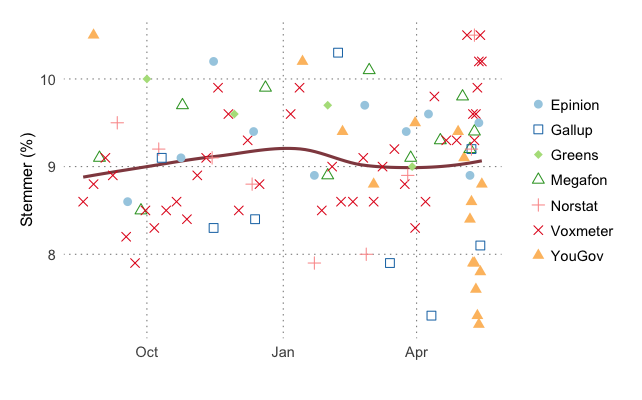 Stemmer (%)
10
9
8
Oct
Jan
Apr
Epinion
Gallup
Greens
Megafon
Norstat
Voxmeter
YouGov